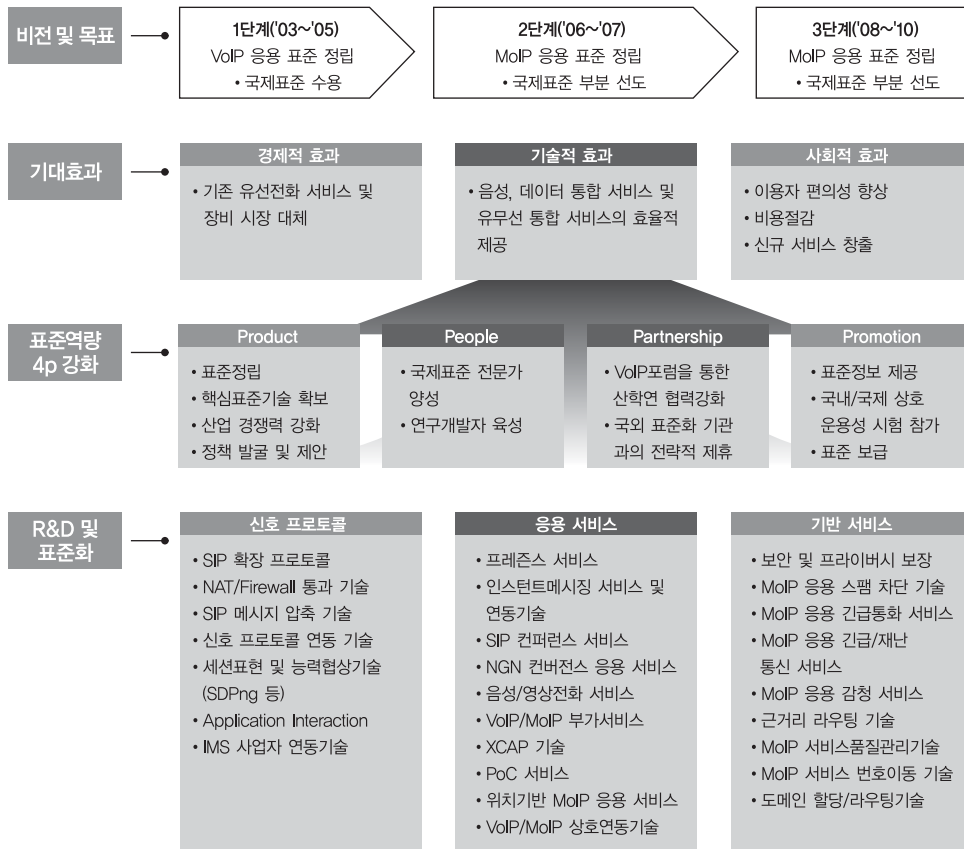 비전 및 목표
1단계('03~'05)
VoIP 응용 표준 정립
• 국제표준 수용
2단계('06~'07)
MoIP 응용 표준 정립
• 국제표준 부분 선도
3단계('08~'10)
MoIP 응용 표준 정립
• 국제표준 부분 선도
기대효과
경제적 효과
• 기존 유선전화 서비스 및
장비 시장 대체
기술적 효과
• 음성, 데이터 통합 서비스 및
유무선 통합 서비스의 효율적
제공
사회적 효과
• 이용자 편의성 향상
• 비용절감
• 신규 서비스 창출
표준역량
4p 강화
Product
• 표준정립
• 핵심표준기술 확보
• 산업 경쟁력 강화
• 정책 발굴 및 제안
People
• 국제표준 전문가
양성
• 연구개발자 육성
Partnership
• VoIP포럼을 통한
산학연 협력강화
• 국외 표준화 기관
과의 전략적 제휴
Promotion
• 표준정보 제공
• 국내/국제 상호
운용성 시험 참가
• 표준 보급
R&D 및
표준화
신호 프로토콜
• SIP 확장 프로토콜
• NAT/Firewall 통과 기술
• SIP 메시지 압축 기술
• 신호 프로토콜 연동 기술
• 세션표현 및 능력협상기술
(SDPng 등)
• Application Interaction
• IMS 사업자 연동기술
응용 서비스
• 프레즌스 서비스
• 인스턴트메시징 서비스 및
연동기술
• SIP 컨퍼런스 서비스
• NGN 컨버전스 응용 서비스
• 음성/영상전화 서비스
• VoIP/MoIP 부가서비스
• XCAP 기술
• PoC 서비스
• 위치기반 MoIP 응용 서비스
• VoIP/MoIP 상호연동기술
기반 서비스
• 보안 및 프라이버시 보장
• MoIP 응용 스팸 차단 기술
• MoIP 응용 긴급통화 서비스
• MoIP 응용 긴급/재난
통신 서비스
• MoIP 응용 감청 서비스
• 근거리 라우팅 기술
• MoIP 서비스품질관리기술
• MoIP 서비스 번호이동 기술
• 도메인 할당/라우팅기술